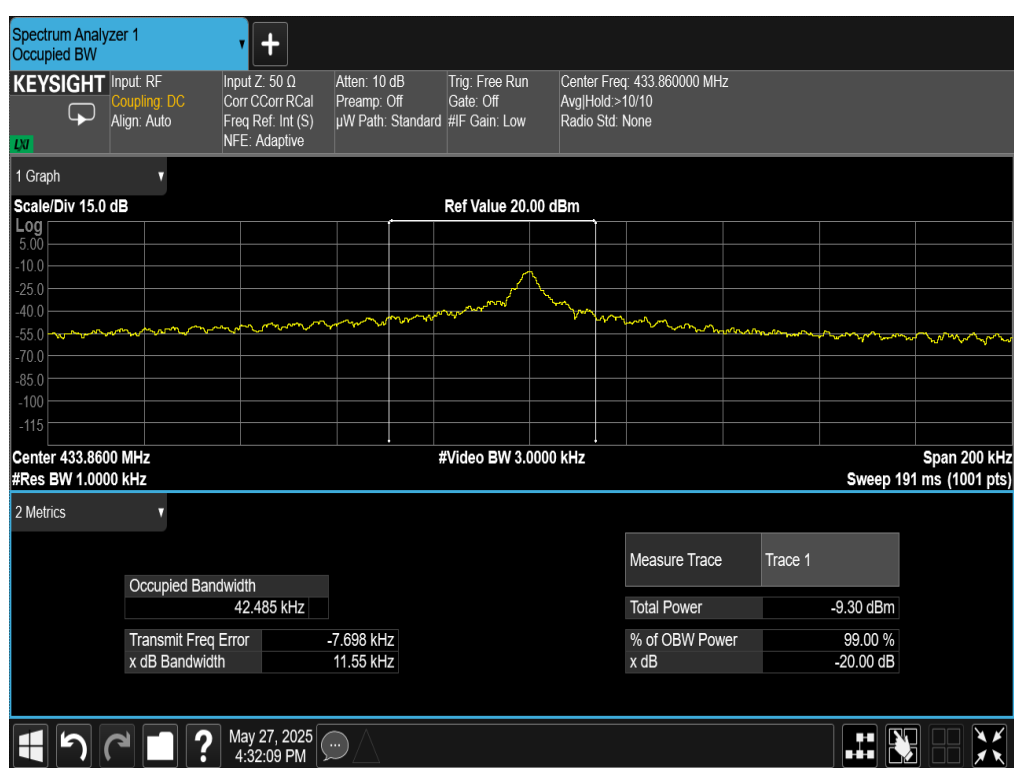 Spectrum Analyzer 1
Occupied BW
KEYSIGHT
LXI
Input: RF
Coupling: DC
Align: Auto
Input Z: 50 Ω
Corr CCorr RCal
Freq Ref: Int (S)
NFE: Adaptive
Atten: 10 dB
Preamp: Off
µW Path: Standard
Trig: Free Run
Gate: Off
#IF Gain: Low
Center Freq: 433.860000 MHz
Avg|Hold:>10/10
Radio Std: None
1 Graph
Scale/Div 15.0 dB
Ref Value 20.00 dBm
Log
5.00
-10.0
-25.0
-40.0
-55.0
-70.0
-85.0
-100
-115
Center 433.8600 MHz
#Video BW 3.0000 kHz
Span 200 kHz
#Res BW 1.0000 kHz
Sweep 191 ms (1001 pts)
2 Metrics
Measure Trace Trace 1
Occupied Bandwidth
42.485 kHz
Total Power -9.30 dBm
Transmit Freq Error -7.698 kHz
% of OBW Power 99.00 %
x dB Bandwidth 11.55 kHz
x dB -20.00 dB
?
May 27, 2025
4:32:09 PM